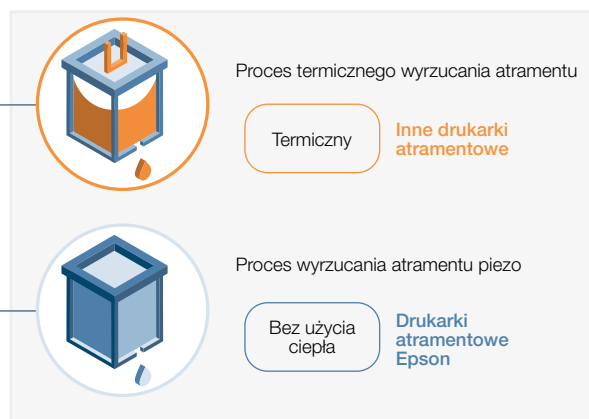 Proces termicznego wyrzucania atramentu
Termiczny
Inne drukarki
atramentowe
Proces wyrzucania atramentu piezo
Bez użycia
ciepła
Drukarki
atramentowe
Epson